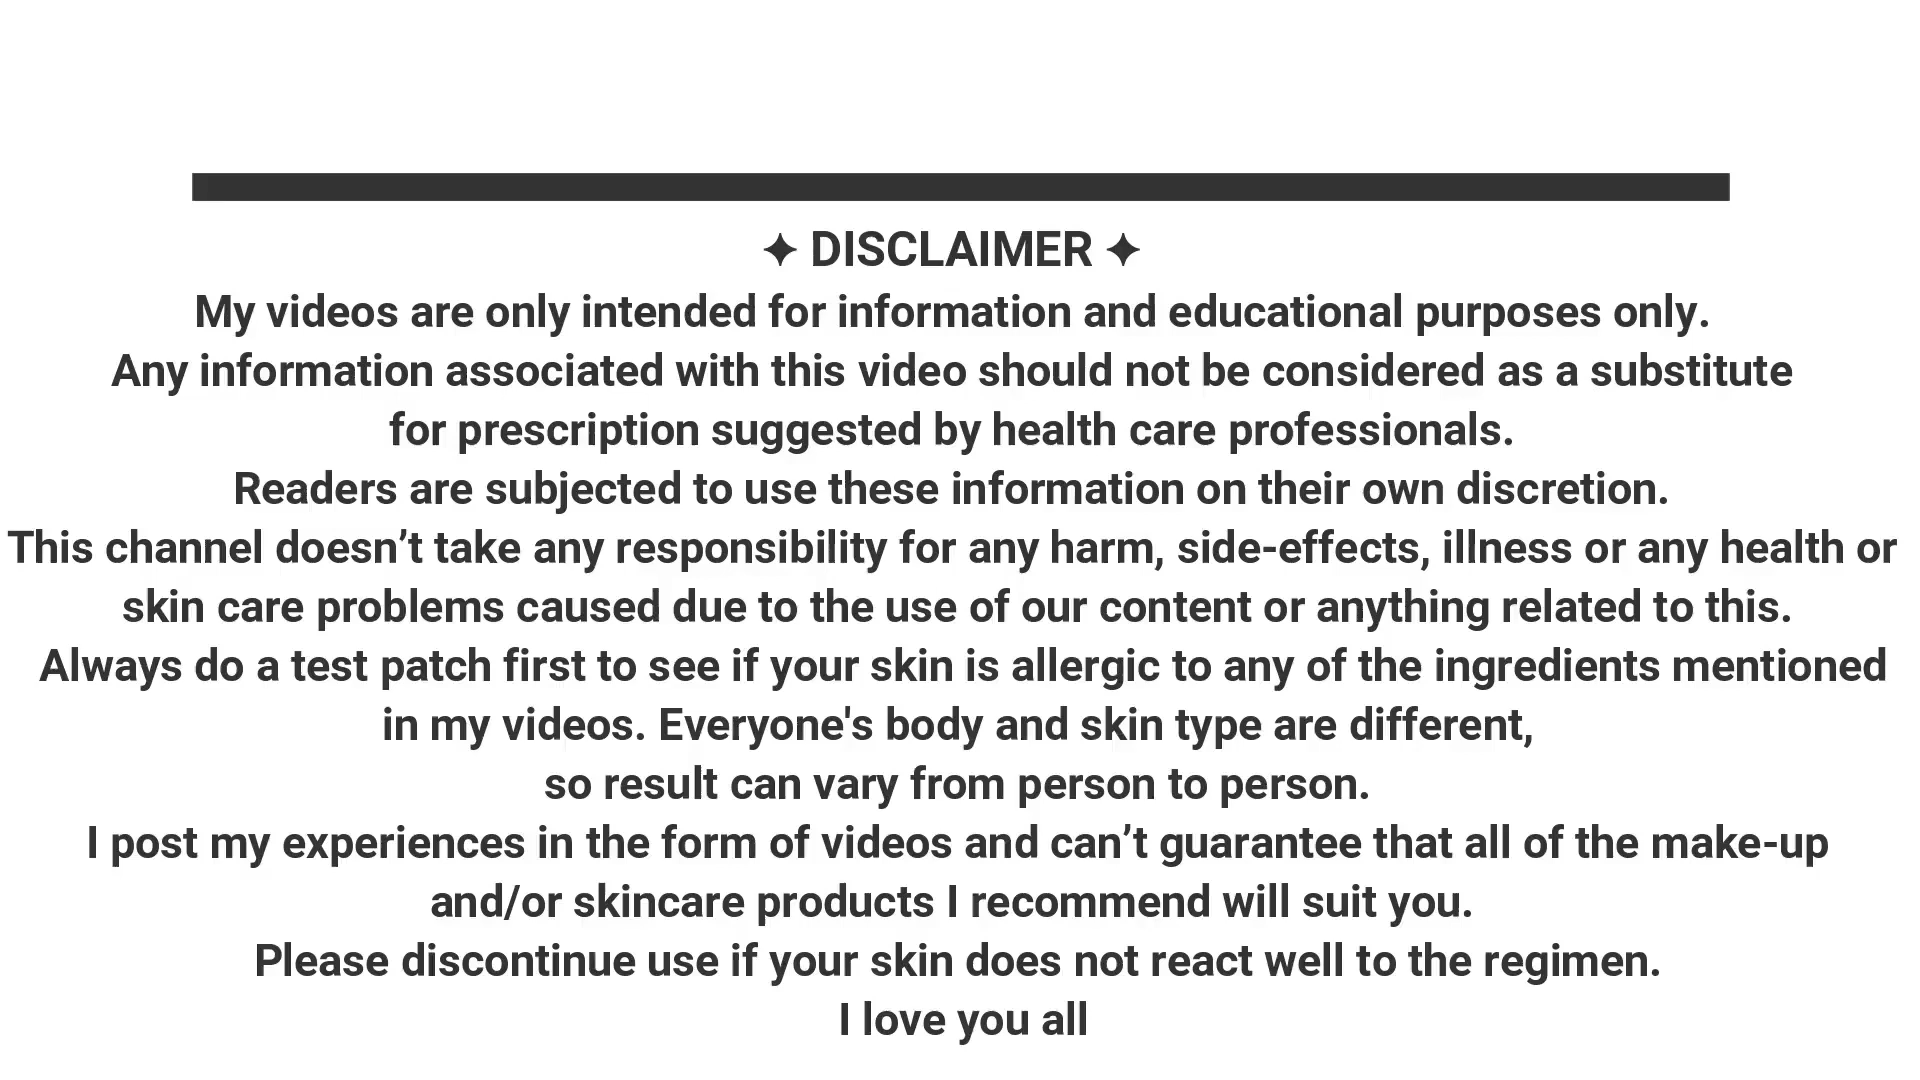 ✦ DISCLAIMER ✦
My videos are only intended for information and educational purposes only.
Any information associated with this video should not be considered as a substitute
for prescription suggested by health care professionals.
Readers are subjected to use these information on their own discretion.
This channel doesn’t take any responsibility for any harm, side-effects, illness or any health or
skin care problems caused due to the use of our content or anything related to this.
Always do a test patch first to see if your skin is allergic to any of the ingredients mentioned
in my videos. Everyone's body and skin type are different,
so result can vary from person to person.
I post my experiences in the form of videos and can’t guarantee that all of the make-up
and/or skincare products I recommend will suit you.
Please discontinue use if your skin does not react well to the regimen.
I love you all